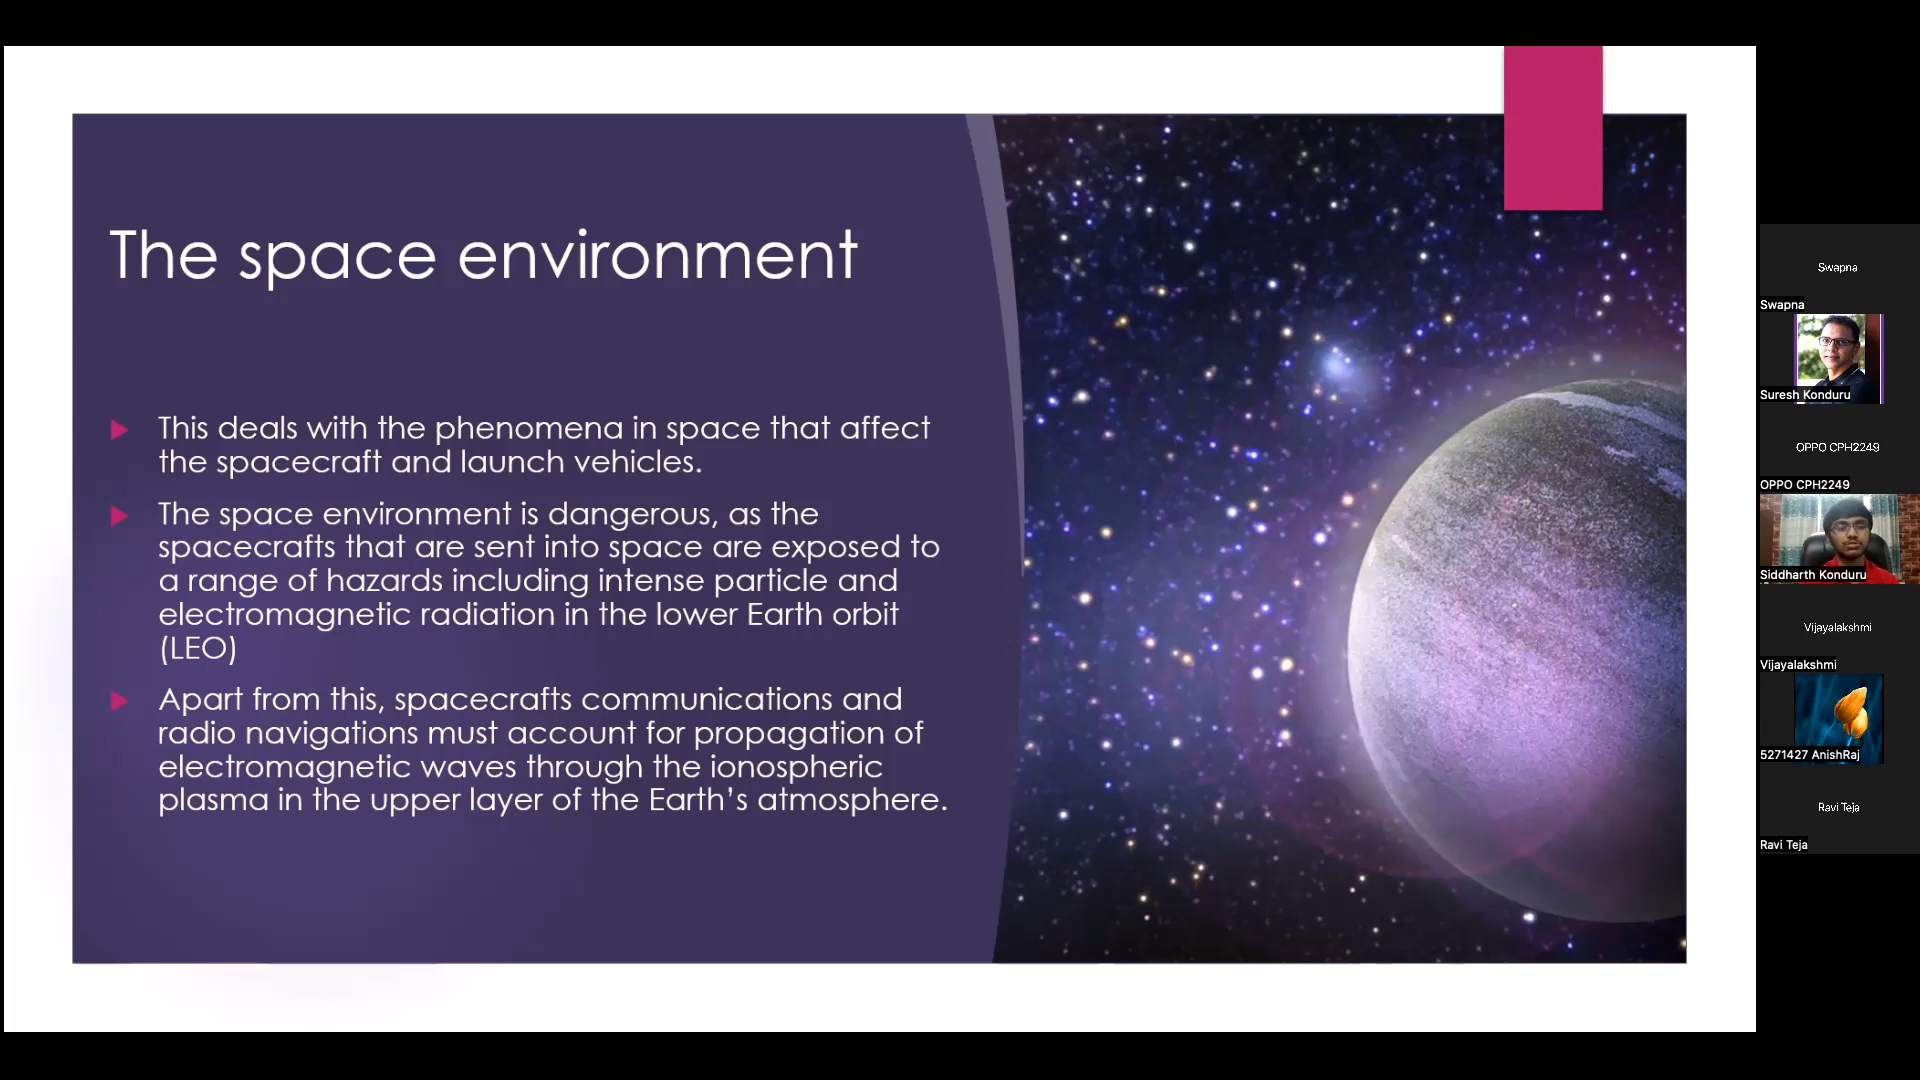 The space environment
This deals with the phenomena in space that affect
the spacecraft and launch vehicles.
The space environment is dangerous, as the
spacecrafts that are sent into space are exposed to
a range of hazards including intense particle and
electromagnetic radiation in the lower Earth orbit
(LEO)
Apart from this, spacecrafts communications and
radio navigations must account for propagation of
electromagnetic waves through the ionospheric
plasma in the upper layer of the Earth’s atmosphere.
Swapna
Swapna
Suresh Konduru
OPPO CPH2249
OPPO CPH2249
Siddharth Konduru
Vijayalakshmi
Vijayalakshmi
5271427 AnishRaj
Ravi Teja
Ravi Teja